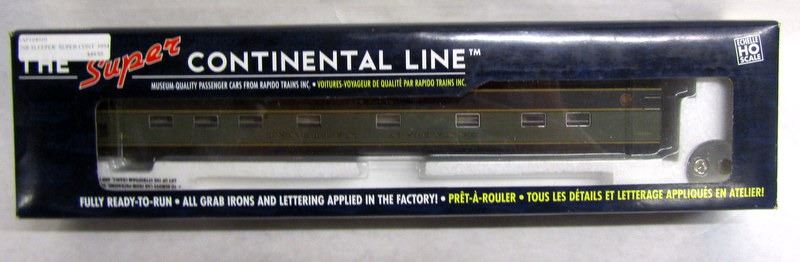 THE Super CONTINENTAL LINE™
ÉCHELLE
HO
SCALE
MUSEUM-QUALITY PASSENGER CARS FROM RAPIDO TRAINS INC. • VOITURES-VOYAGEUR DE QUALITÉ PAR RAPIDO TRAINS INC.
FULLY READY-TO-RUN • ALL GRAB IRONS AND LETTERING APPLIED IN THE FACTORY! • PRÊT-À-ROULER • TOUS LES DÉTAILS ET LETTERAGE APPLIQUÉS EN ATELIER!